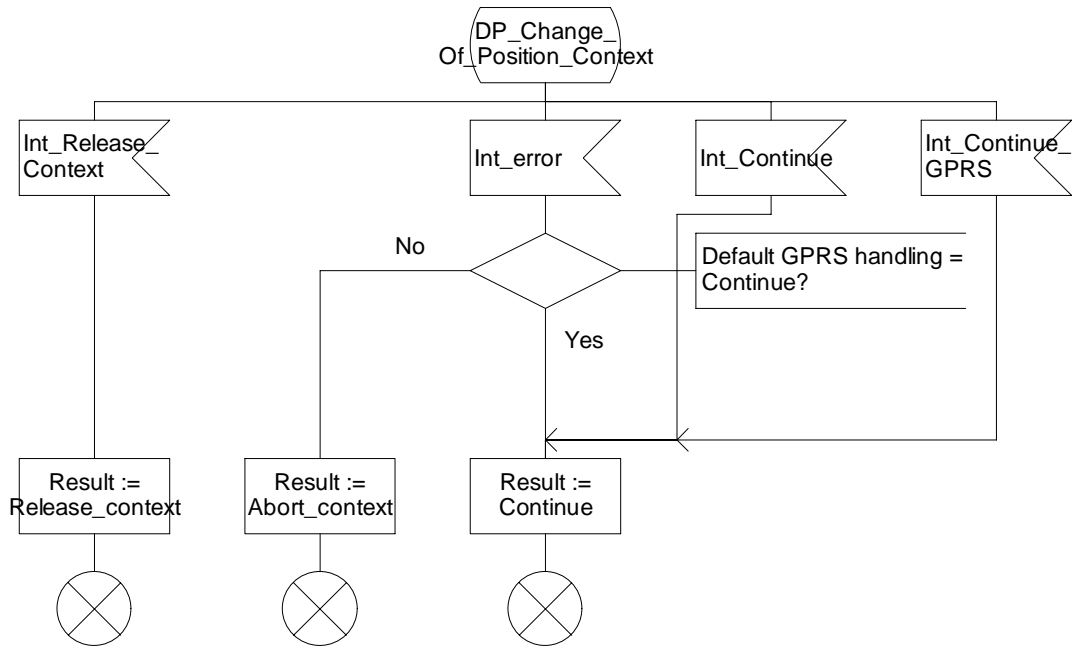 DP_Change_
Of_Position_Context
Int_Release_
Context
Int_error
Int_Continue
Int_Continue_
GPRS
No
Default GPRS handling =
Continue?
Yes
Result :=
Release_context
Result :=
Abort_context
Result :=
Continue